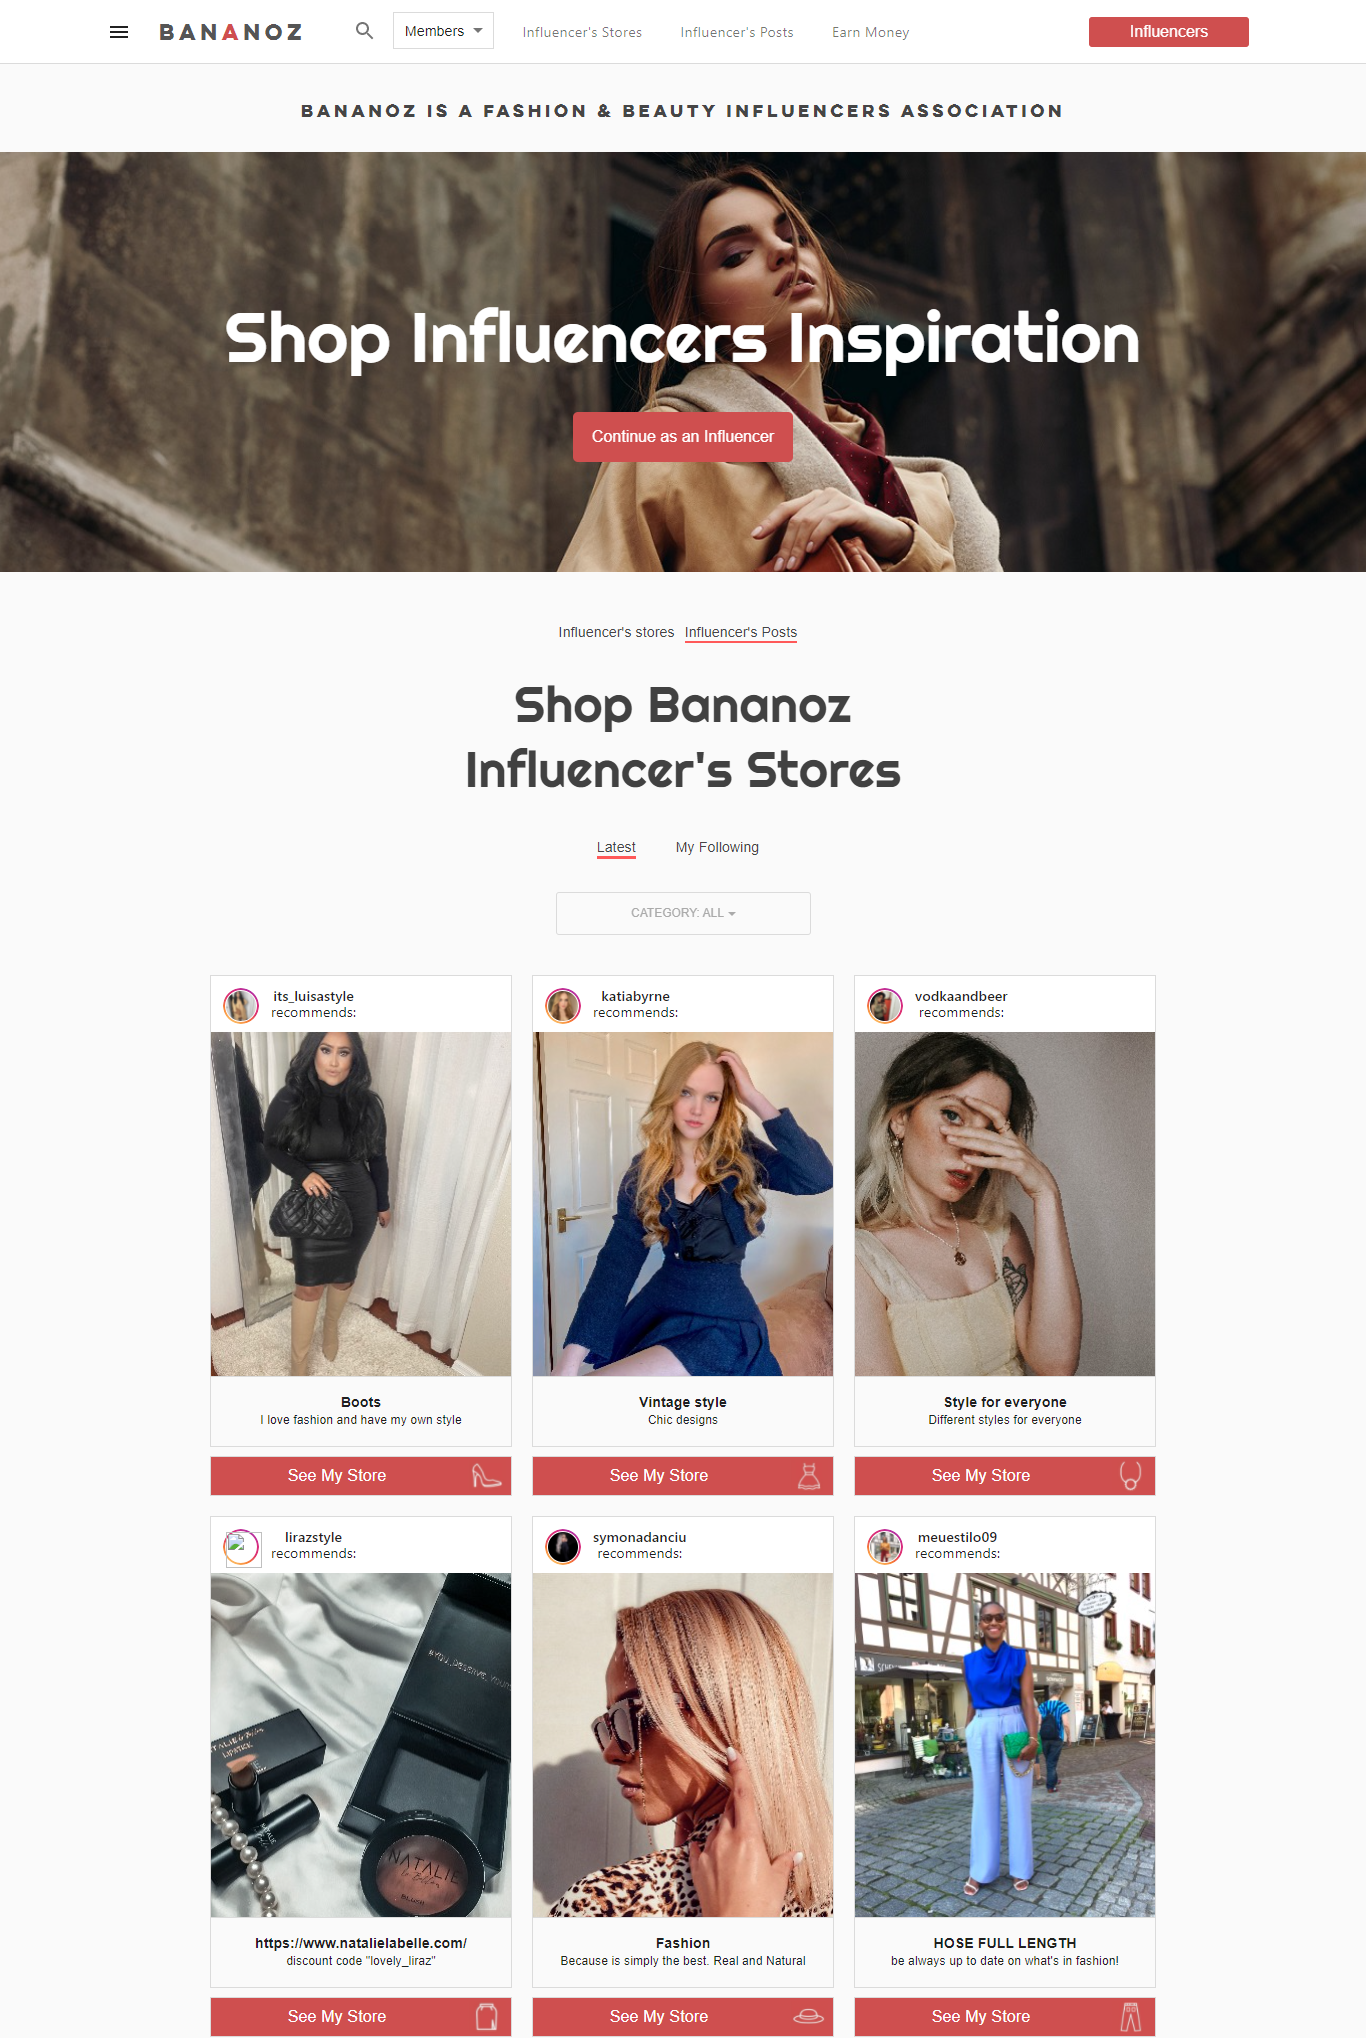 BANANOZ
Members
Influencer's Stores
Influencer's Posts
Earn Money
Influencers
BANANOZ IS A FASHION & BEAUTY INFLUENCERS ASSOCIATION
Shop Influencers Inspiration
Continue as an Influencer
Influencer's stores
Influencer's Posts
Shop Bananoz
Influencer's Stores
Latest
My Following
CATEGORY: ALL
its_luisastyle
recommends:
katiabyrne
recommends:
vodkaandbeer
recommends:
Boots
I love fashion and have my own style
Vintage style
Chic designs
Style for everyone
Different styles for everyone
See My Store
See My Store
See My Store
lirazstyle
recommends:
symonadanciu
recommends:
meuestilo09
recommends:
LIPSTICK
NATALIE
BLUSH
https://www.natalielabelle.com/
discount code "lovely_liraz"
Fashion
Because is simply the best. Real and Natural
HOSE FULL LENGTH
be always up to date on what's in fashion!
See My Store
See My Store
See My Store